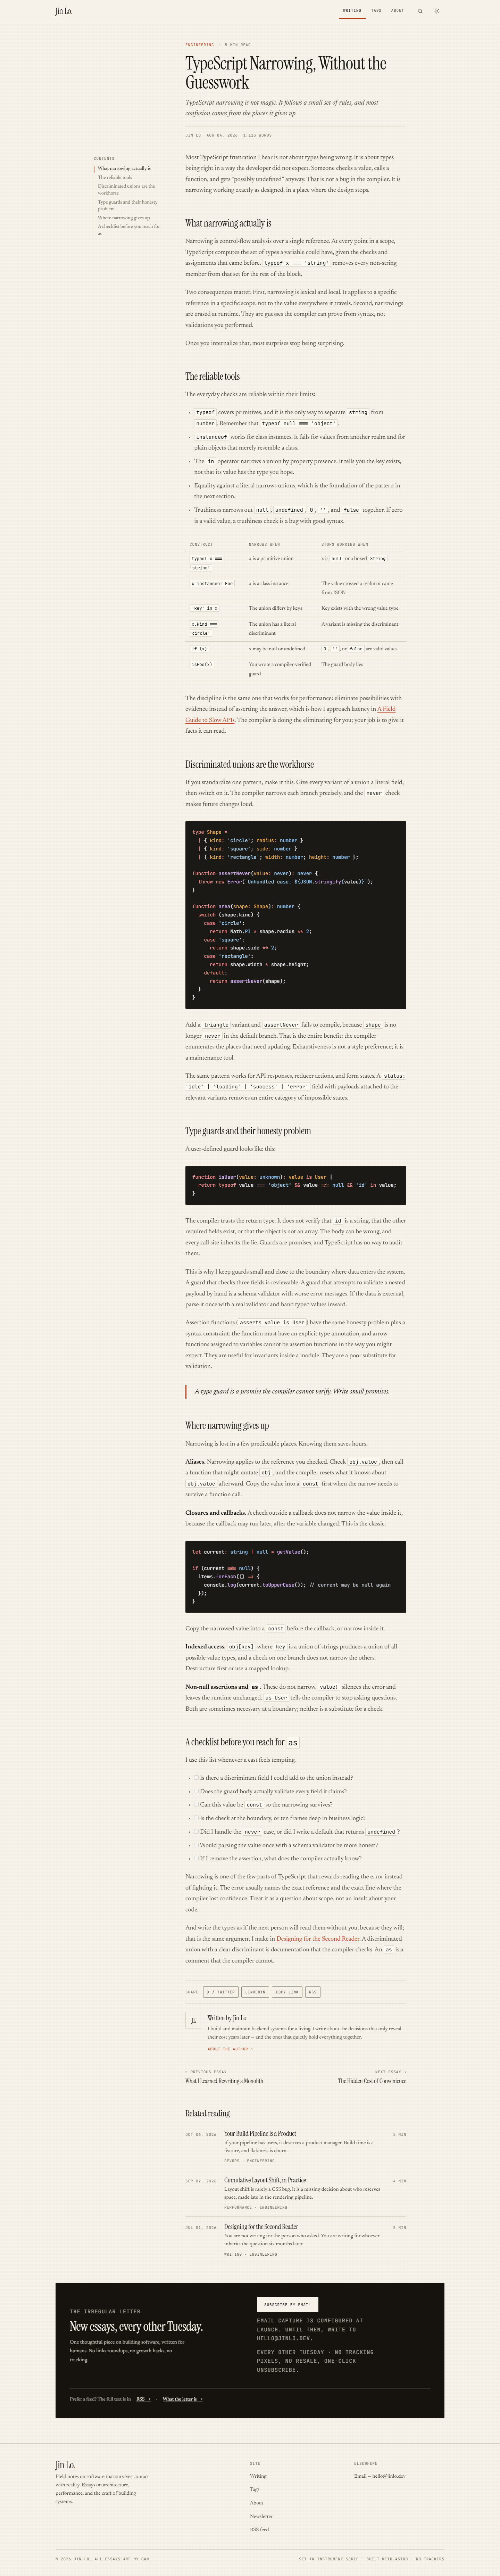 Jin Lo.
WRITING TAGS ABOUT
ENGINEERING · 5 MIN READ
TypeScript Narrowing, Without the
Guesswork
TypeScript narrowing is not magic. It follows a small set of rules, and most
confusion comes from the places it gives up.
JIN LO AUG 04, 2026 1,123 WORDS
CONTENTS
What narrowing actually is
The reliable tools
Discriminated unions are the
workhorse
Type guards and their honesty
problem
Where narrowing gives up
A checklist before you reach for
as
Most TypeScript frustration I hear is not about types being wrong. It is about types
being right in a way the developer did not expect. Someone checks a value, calls a
function, and gets "possibly undefined" anyway. That is not a bug in the compiler. It is
narrowing working exactly as designed, in a place where the design stops.
What narrowing actually is
Narrowing is control-flow analysis over a single reference. At every point in a scope,
TypeScript computes the set of types a variable could have, given the checks and
assignments that came before. typeof x === 'string' removes every non-string
member from that set for the rest of the block.
Two consequences matter. First, narrowing is lexical and local. It applies to a specific
reference in a specific scope, not to the value everywhere it travels. Second, narrowings
are erased at runtime. They are guesses the compiler can prove from syntax, not
validations you performed.
Once you internalize that, most surprises stop being surprising.
The reliable tools
The everyday checks are reliable within their limits:
• typeof covers primitives, and it is the only way to separate string from
number. Remember that typeof null === 'object'.
• instanceof works for class instances. It fails for values from another realm and for
plain objects that merely resemble a class.
• The in operator narrows a union by property presence. It tells you the key exists,
not that its value has the type you hope.
• Equality against a literal narrows unions, which is the foundation of the pattern in
the next section.
• Truthiness narrows out null, undefined, 0, '', and false together. If zero
is a valid value, a truthiness check is a bug with good syntax.
CONSTRUCT NARROWS WHEN STOPS WORKING WHEN
typeof x === 'string' x is a primitive union x is null or a boxed String
x instanceof Foo x is a class instance The value crossed a realm or came from JSON
'key' in x The union differs by keys Key exists with the wrong value type
x.kind === 'circle' The union has a literal discriminant A variant is missing the discriminant
if (x) x may be null or undefined 0, '', or false are valid values
isFoo(x) You wrote a compiler-verified guard The guard body lies
The discipline is the same one that works for performance: eliminate possibilities with
evidence instead of asserting the answer, which is how I approach latency in A Field
Guide to Slow APIs. The compiler is doing the eliminating for you; your job is to give it
facts it can read.
Discriminated unions are the workhorse
If you standardize one pattern, make it this. Give every variant of a union a literal field,
then switch on it. The compiler narrows each branch precisely, and the never check
makes future changes loud.
type Shape =
| { kind: 'circle'; radius: number }
| { kind: 'square'; side: number }
| { kind: 'rectangle'; width: number; height: number };
function assertNever(value: never): never {
throw new Error(`Unhandled case: ${JSON.stringify(value)}`);
}
function area(shape: Shape): number {
switch (shape.kind) {
case 'circle':
return Math.PI * shape.radius ** 2;
case 'square':
return shape.side ** 2;
case 'rectangle':
return shape.width * shape.height;
default:
return assertNever(shape);
}
}
Add a triangle variant and assertNever fails to compile, because shape is no
longer never in the default branch. That is the entire benefit: the compiler
enumerates the places that need updating. Exhaustiveness is not a style preference; it is
a maintenance tool.
The same pattern works for API responses, reducer actions, and form states. A status:
'idle' | 'loading' | 'success' | 'error' field with payloads attached to the
relevant variants removes an entire category of impossible states.
Type guards and their honesty problem
A user-defined guard looks like this:
function isUser(value: unknown): value is User {
return typeof value === 'object' && value !== null && 'id' in value;
}
The compiler trusts the return type. It does not verify that id is a string, that the other
required fields exist, or that the object is not an array. The body can be wrong, and
every call site inherits the lie. Guards are promises, and TypeScript has no way to audit
them.
This is why I keep guards small and close to the boundary where data enters the system.
A guard that checks three fields is reviewable. A guard that attempts to validate a nested
payload by hand is a schema validator with worse error messages. If the data is external,
parse it once with a real validator and hand typed values inward.
Assertion functions (asserts value is User) have the same honesty problem plus a
syntax constraint: the function must have an explicit type annotation, and arrow
functions assigned to variables cannot be assertion functions in the way you might
expect. They are useful for invariants inside a module. They are a poor substitute for
validation.
A type guard is a promise the compiler cannot verify. Write small promises.
Where narrowing gives up
Narrowing is lost in a few predictable places. Knowing them saves hours.
Aliases. Narrowing applies to the reference you checked. Check obj.value, then call
a function that might mutate obj, and the compiler resets what it knows about
obj.value afterward. Copy the value into a const first when the narrow needs to
survive a function call.
Closures and callbacks. A check outside a callback does not narrow the value inside it,
because the callback may run later, after the variable changed. This is the classic:
let current: string | null = getValue();
if (current !== null) {
items.forEach(() => {
console.log(current.toUpperCase()); // current may be null again
});
}
Copy the narrowed value into a const before the callback, or narrow inside it.
Indexed access. obj[key] where key is a union of strings produces a union of all
possible value types, and a check on one branch does not narrow the others.
Destructure first or use a mapped lookup.
Non-null assertions and as. These do not narrow. value! silences the error and
leaves the runtime unchanged. as User tells the compiler to stop asking questions.
Both are sometimes necessary at a boundary; neither is a substitute for a check.
A checklist before you reach for as
I use this list whenever a cast feels tempting.
• Is there a discriminant field I could add to the union instead?
• Does the guard body actually validate every field it claims?
• Can this value be const so the narrowing survives?
• Is the check at the boundary, or ten frames deep in business logic?
• Did I handle the never case, or did I write a default that returns undefined?
• Would parsing the value once with a schema validator be more honest?
• If I remove the assertion, what does the compiler actually know?
Narrowing is one of the few parts of TypeScript that rewards reading the error instead
of fighting it. The error usually names the exact reference and the exact line where the
compiler lost confidence. Treat it as a question about scope, not an insult about your
code.
And write the types as if the next person will read them without you, because they will;
that is the same argument I make in Designing for the Second Reader. A discriminated
union with a clear discriminant is documentation that the compiler checks. An as is a
comment that the compiler cannot.
SHARE X / TWITTER LINKEDIN COPY LINK RSS
JL
Written by Jin Lo
I build and maintain backend systems for a living. I write about the decisions that only reveal
their cost years later — and the ones that quietly hold everything together.
ABOUT THE AUTHOR →
← PREVIOUS ESSAY
What I Learned Rewriting a Monolith
NEXT ESSAY →
The Hidden Cost of Convenience
Related reading
OCT 06, 2026 Your Build Pipeline Is a Product 5 MIN
If your pipeline has users, it deserves a product manager. Build time is a
feature, and flakiness is churn.
DEVOPS · ENGINEERING
SEP 02, 2026 Cumulative Layout Shift, in Practice 4 MIN
Layout shift is rarely a CSS bug. It is a missing decision about who reserves
space, made late in the rendering pipeline.
PERFORMANCE · ENGINEERING
JUL 21, 2026 Designing for the Second Reader 5 MIN
You are not writing for the person who asked. You are writing for whoever
inherits the question six months later.
WRITING · ENGINEERING
THE IRREGULAR LETTER
New essays, every other Tuesday.
One thoughtful piece on building software, written for
humans. No links roundups, no growth hacks, no
tracking.
SUBSCRIBE BY EMAIL
EMAIL CAPTURE IS CONFIGURED AT
LAUNCH. UNTIL THEN, WRITE TO
HELLO@JINLO.DEV.
EVERY OTHER TUESDAY · NO TRACKING
PIXELS, NO RESALE, ONE-CLICK
UNSUBSCRIBE.
Prefer a feed? The full text is in RSS → · What the letter is →
Jin Lo.
Field notes on software that survives contact
with reality. Essays on architecture,
performance, and the craft of building
systems.
SITE
Writing
Tags
About
Newsletter
RSS feed
ELSEWHERE
Email — hello@jinlo.dev
© 2026 JIN LO. ALL ESSAYS ARE MY OWN.
SET IN INSTRUMENT SERIF · BUILT WITH ASTRO · NO TRACKERS